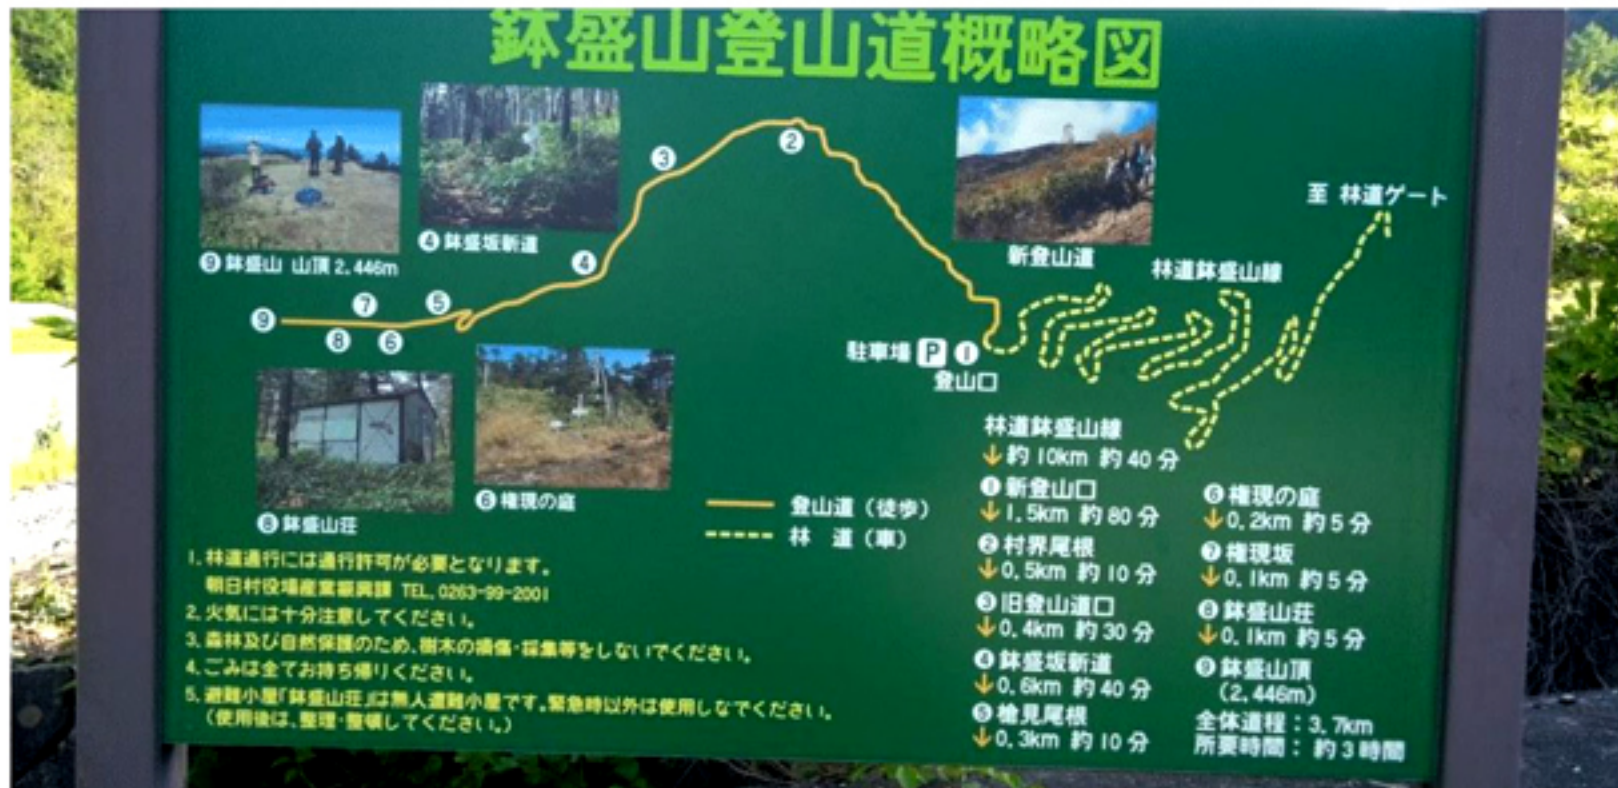 鉢盛山登山道概略図
⑨鉢盛山 山頂2.446m
④鉢盛坂新道
新登山道
至 林道ゲート
林道鉢盛山線
②
③
④
⑤
⑦
⑨
⑧
⑥
駐車場 P ①
登山口
⑧鉢盛山荘
⑥権現の庭
登山道(徒歩)
林 道(車)
1.林道通行には通行許可が必要となります。
朝日村役場産業振興課 TEL.0263-99-2001
2.火気には十分注意してください。
3.森林及び自然保護のため、樹木の損傷・採集等をしないでください。
4.ごみは全てお持ち帰りください。
5.避難小屋「鉢盛山荘」は無人避難小屋です。緊急時以外は使用しなでください。
(使用後は、整理・整頓してください。)
林道鉢盛山線
↓約10km 約40分
①新登山口
↓1.5km 約80分
②村界尾根
↓0.5km 約10分
③旧登山道口
↓0.4km 約30分
④鉢盛坂新道
↓0.6km 約40分
⑤槍見尾根
↓0.3km 約10分
⑥権現の庭
↓0.2km 約5分
⑦権現坂
↓0.1km 約5分
⑧鉢盛山荘
↓0.1km 約5分
⑨鉢盛山頂
(2.446m)
全体道程:3.7km
所要時間:約3時間